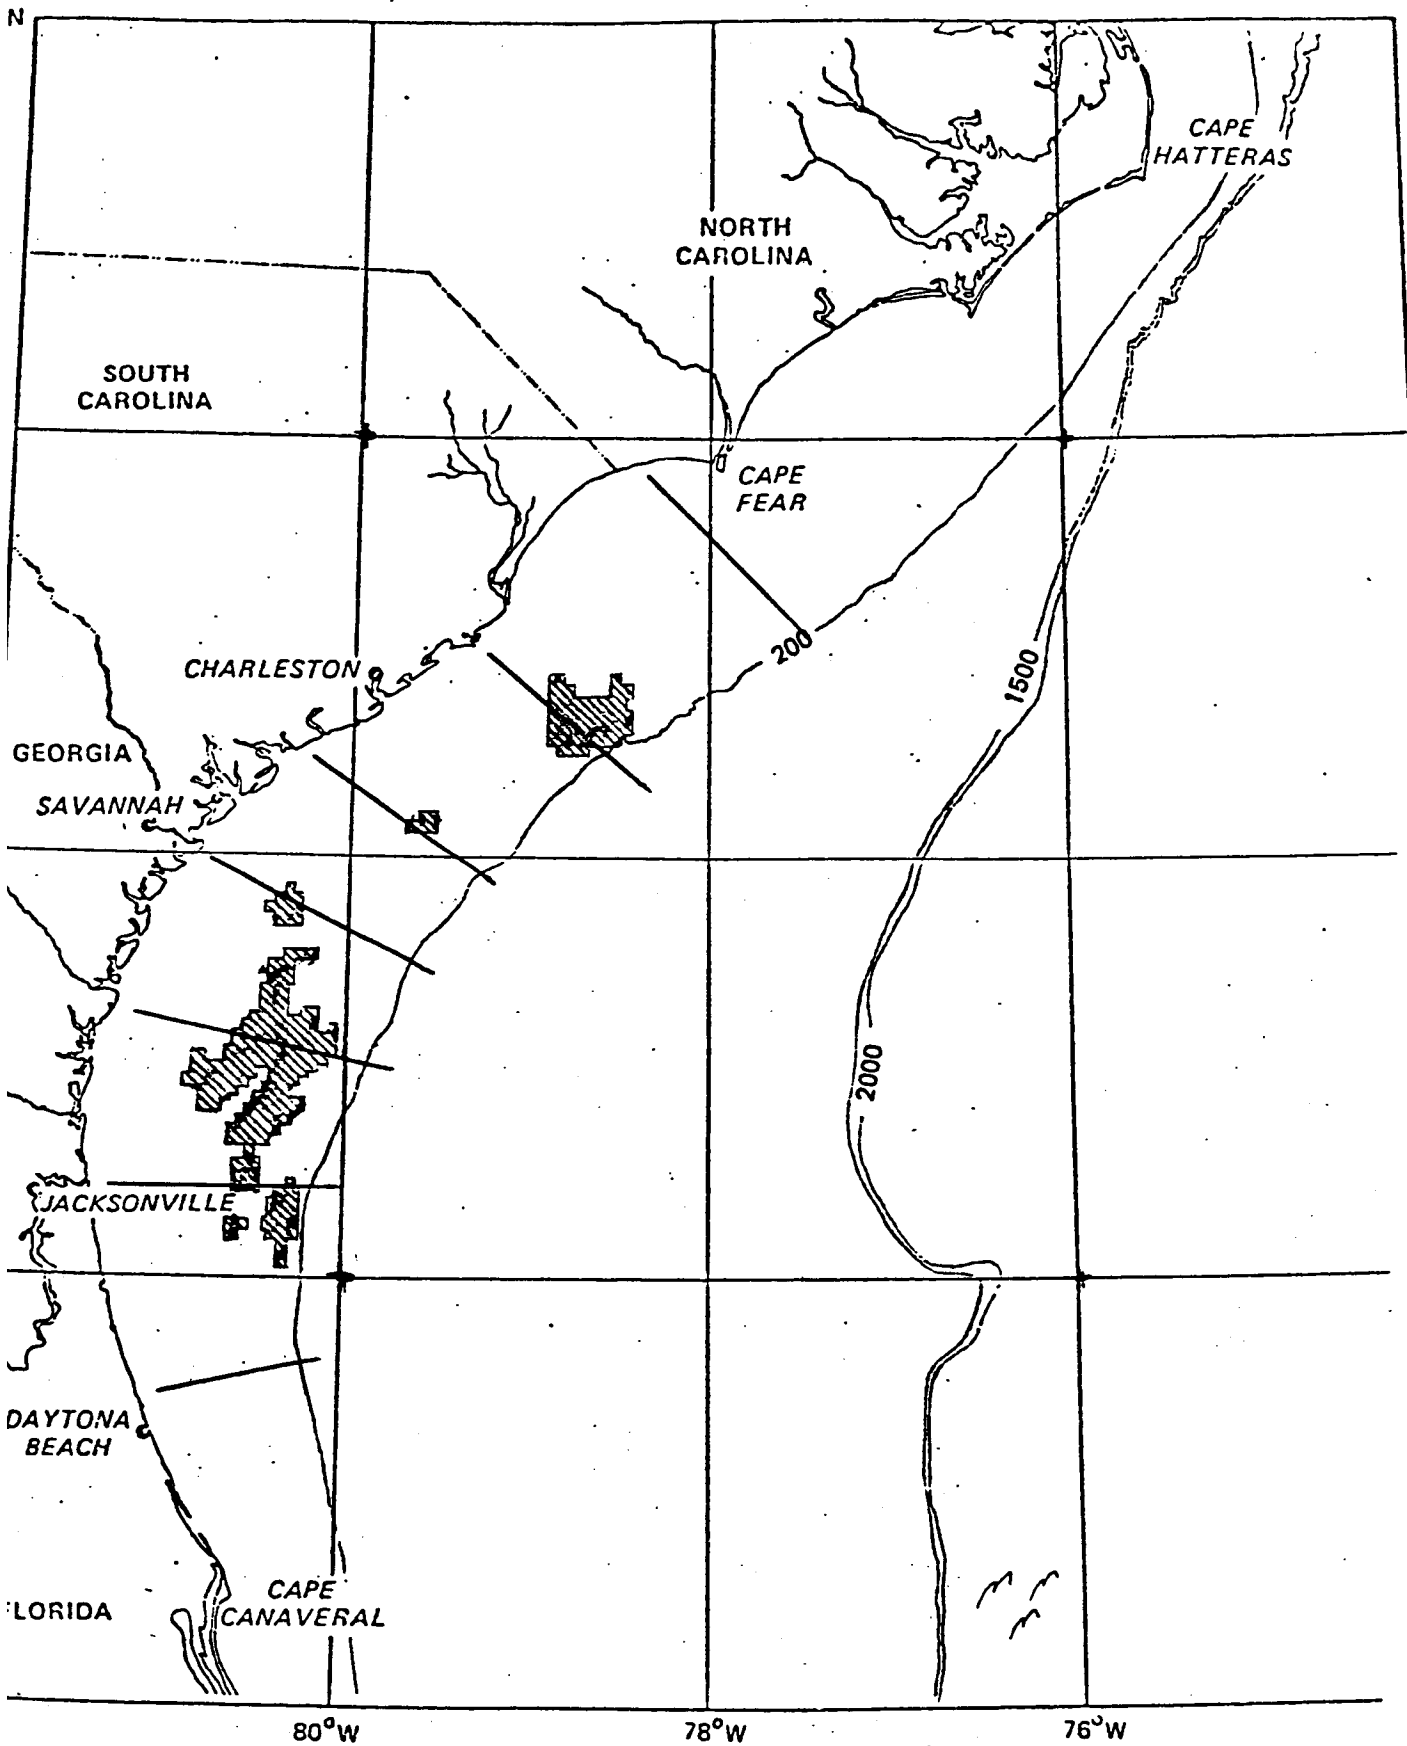 N
CAPE
HATTERAS
NORTH
CAROLINA
SOUTH
CAROLINA
CAPE
FEAR
200
1500
CHARLESTON
GEORGIA
SAVANNAH
2000
JACKSONVILLE
DAYTONA
BEACH
CAPE
CANAVERAL
LORIDA
80°W
78°W
76°W